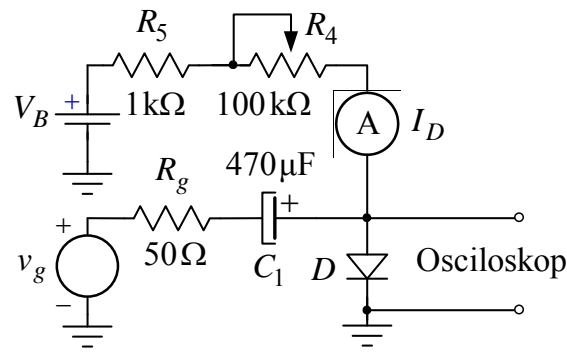 R5 R4
VB + 1kΩ 100kΩ A ID
470μF
Rg +
+
vg 50Ω C1 D Osciloskop
−